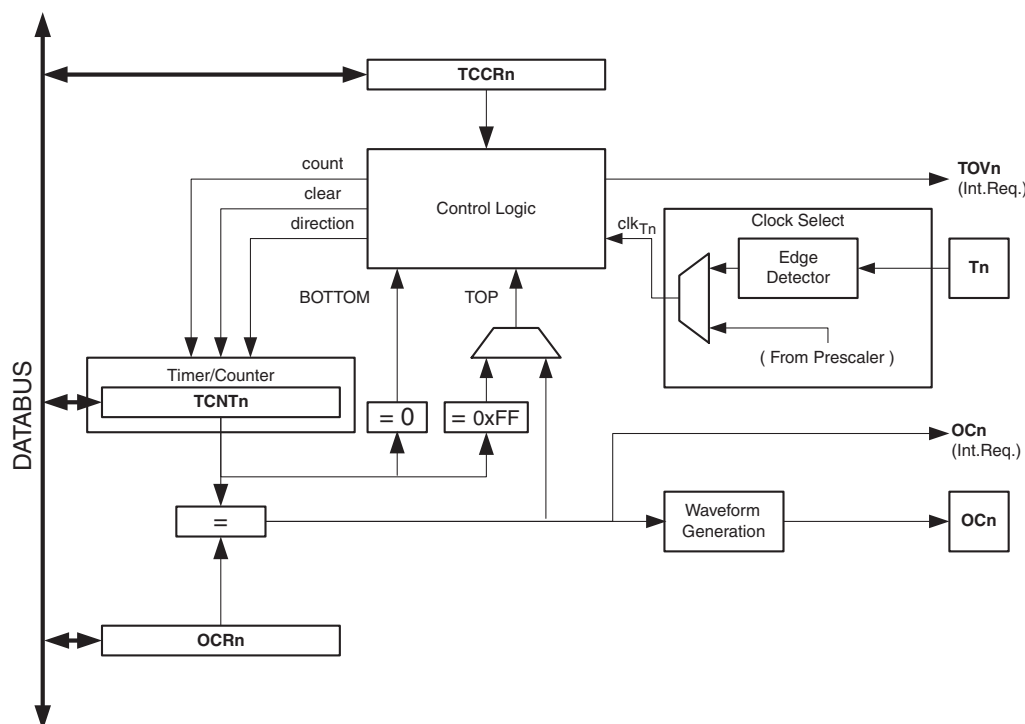 TCCRn
count
clear
direction
Control Logic
TOVn
(Int.Req.)
clkTn
Clock Select
Edge
Detector
Tn
( From Prescaler )
BOTTOM
TOP
Timer/Counter
TCNTn
= 0
= 0xFF
DATABUS
OCn
(Int.Req.)
=
Waveform
Generation
OCn
OCRn